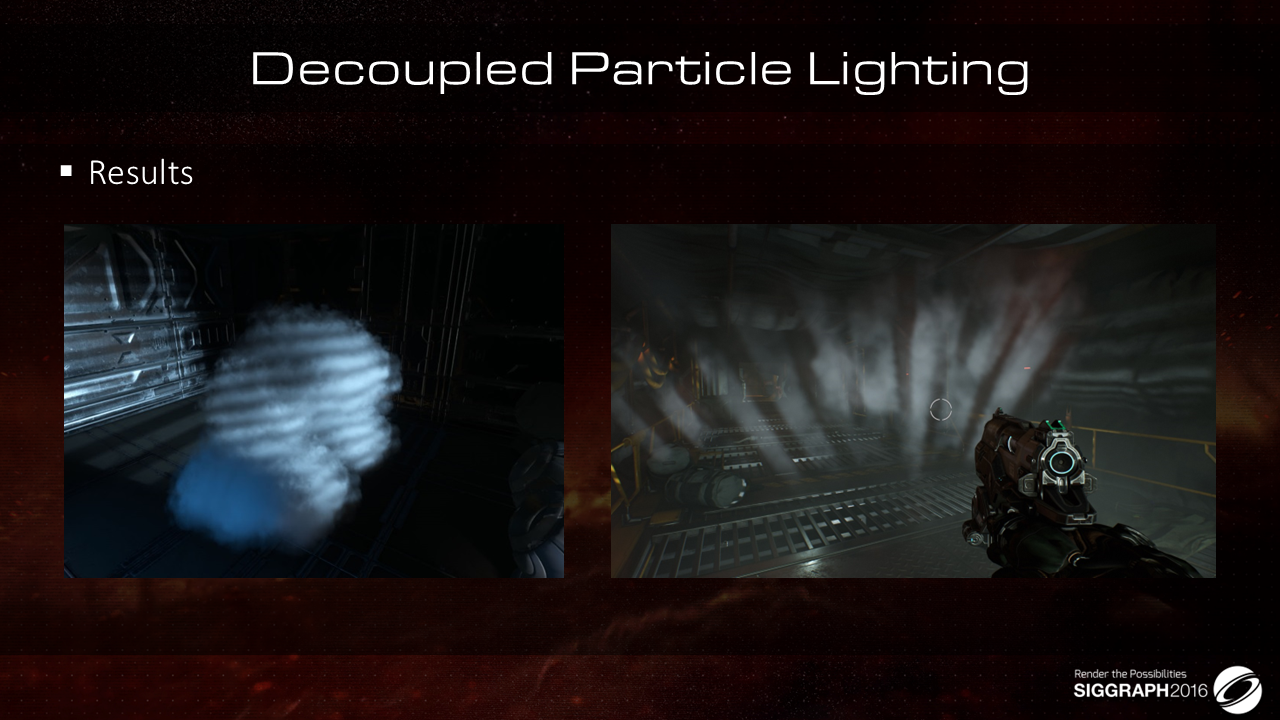 Decoupled Particle Lighting
Results
Render the Possibilities
SIGGRAPH2016